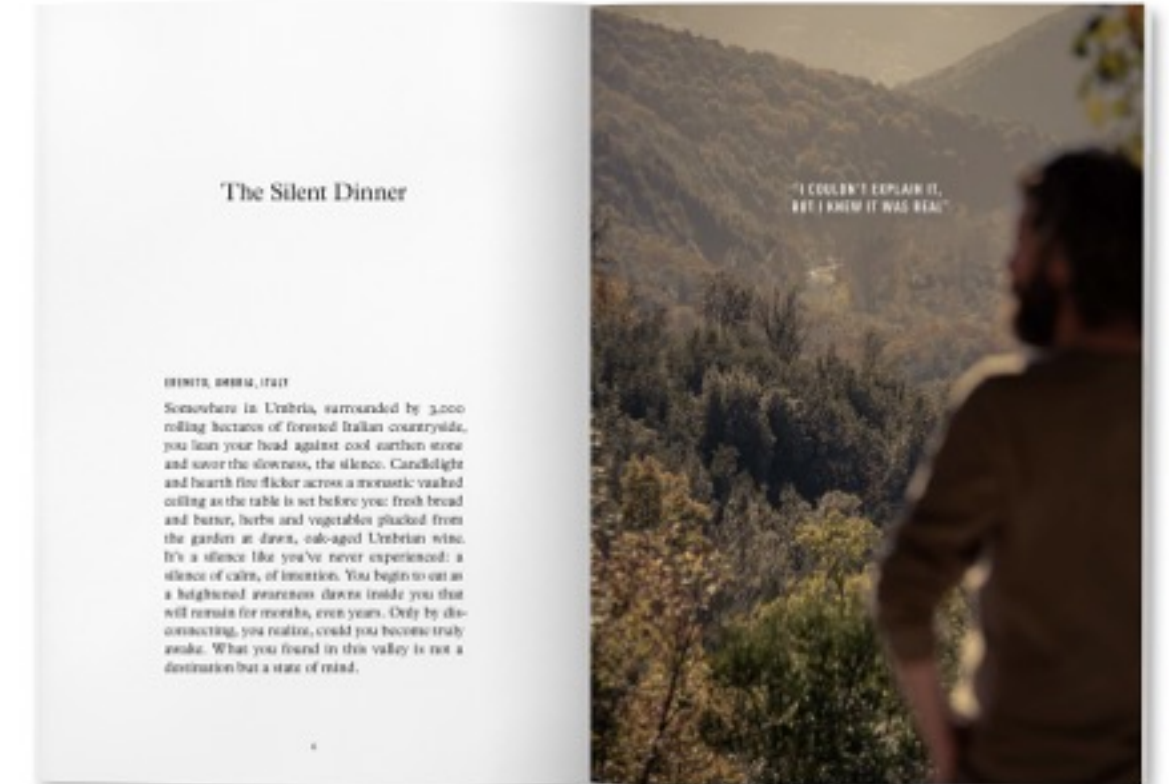 The Silent Dinner
EREMITO, UMBRIA, ITALY
Somewhere in Umbria, surrounded by 3,000
rolling hectares of forested Italian countryside,
you lean your head against cool earthen stone
and savor the slowness, the silence. Candlelight
and hearth fire flicker across a monastic vaulted
ceiling as the table is set before you: fresh bread
and butter, herbs and vegetables plucked from
the garden at dawn, oak-aged Umbrian wine.
It's a silence like you've never experienced: a
silence of calm, of intention. You begin to eat as
a heightened awareness dawns inside you that
will remain for months, even years. Only by dis-
connecting, you realize, could you become truly
awake. What you found in this valley is not a
destination but a state of mind.
"I COULDN'T EXPLAIN IT,
BUT I KNEW IT WAS REAL"